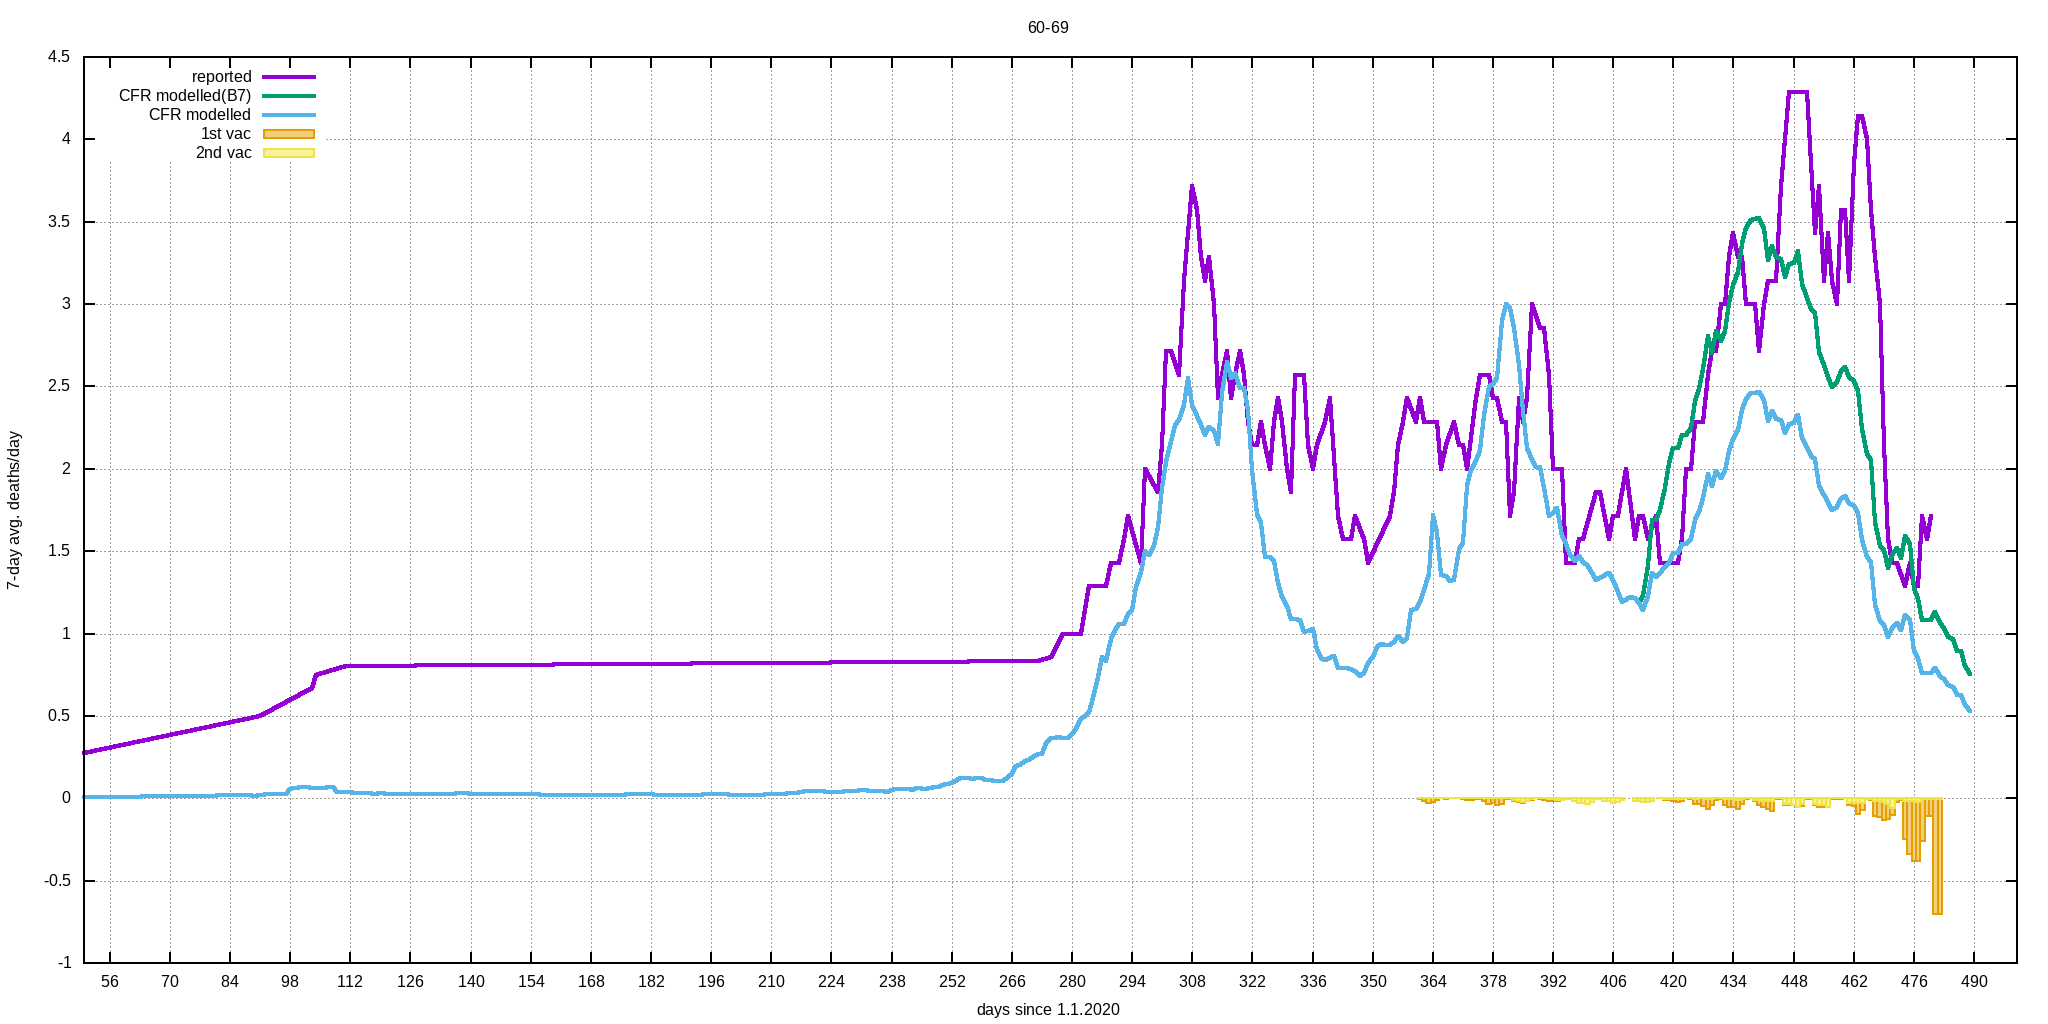 60-69
4.5
4
3.5
3
2.5
2
1.5
1
0.5
0
-0.5
-1
7-day avg. deaths/day
reported
CFR modelled(B7)
CFR modelled
1st vac
2nd vac
56 70 84 98 112 126 140 154 168 182 196 210 224 238 252 266 280 294 308 322 336 350 364 378 392 406 420 434 448 462 476 490
days since 1.1.2020